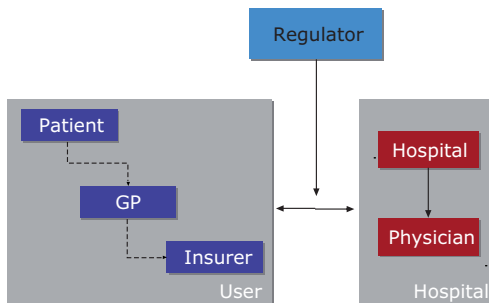 Regulator
Patient
GP
Insurer
User
Hospital
Physician
Hospital